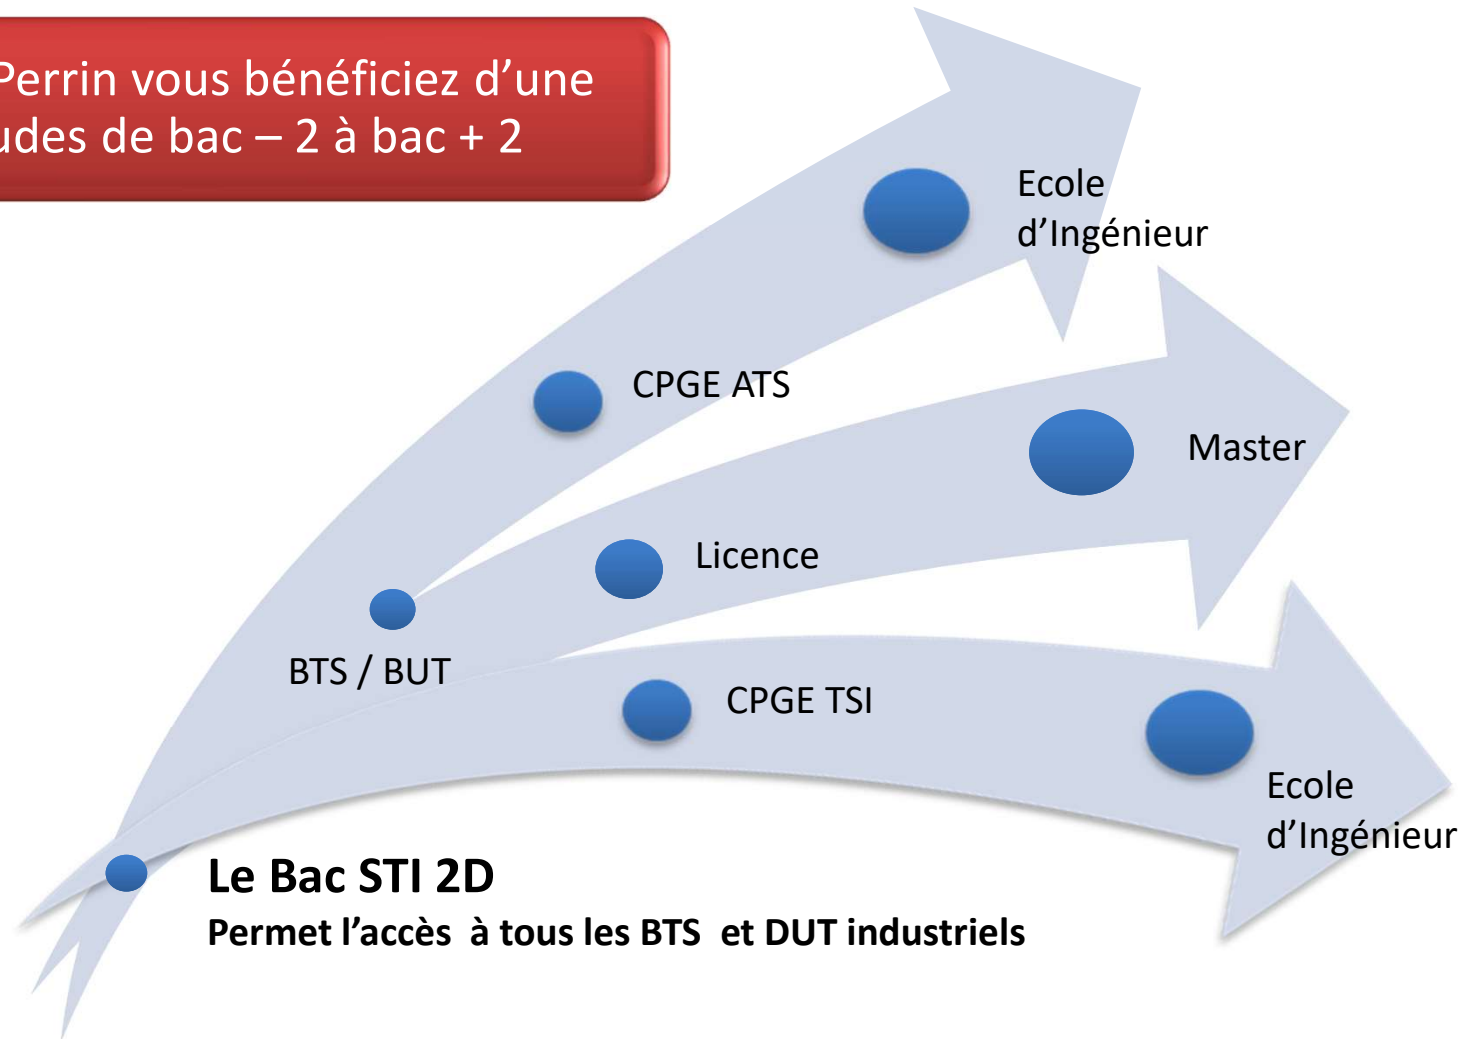 Perrin vous bénéficiez d’une
udes de bac – 2 à bac + 2
Ecole
d’Ingénieur
CPGE ATS
Master
Licence
BTS / BUT
CPGE TSI
Ecole
d’Ingénieur
Le Bac STI 2D
Permet l’accès à tous les BTS et DUT industriels